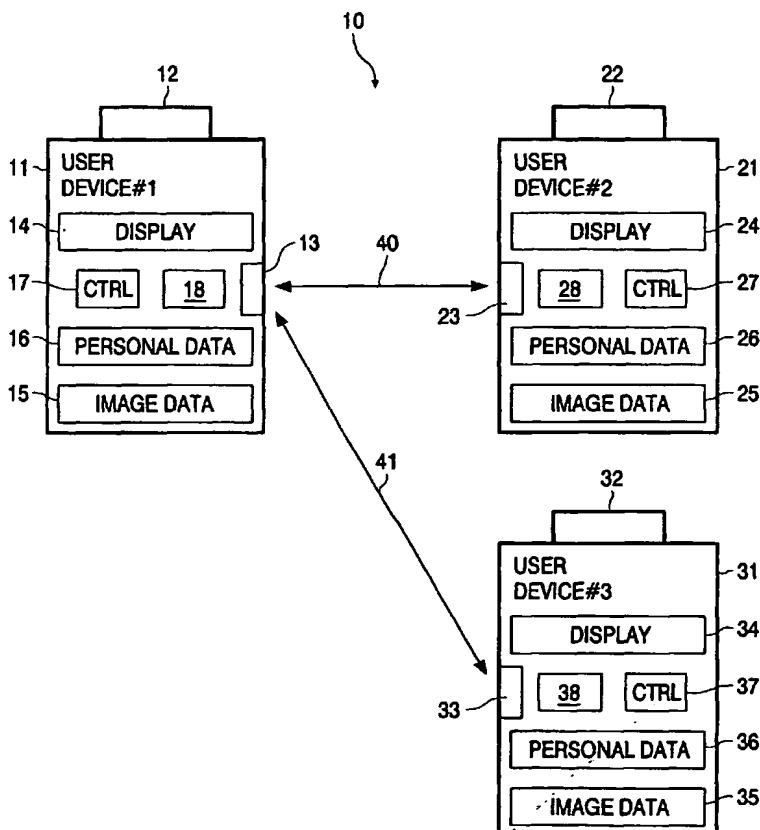 10
12
22
11
USER
DEVICE#1
14
DISPLAY
13
17
CTRL
18
16
PERSONAL DATA
15
IMAGE DATA
40
21
USER
DEVICE#2
24
DISPLAY
23
28
CTRL
27
PERSONAL DATA
26
IMAGE DATA
25
41
32
USER
DEVICE#3
31
DISPLAY
34
33
38
CTRL
37
PERSONAL DATA
36
IMAGE DATA
35